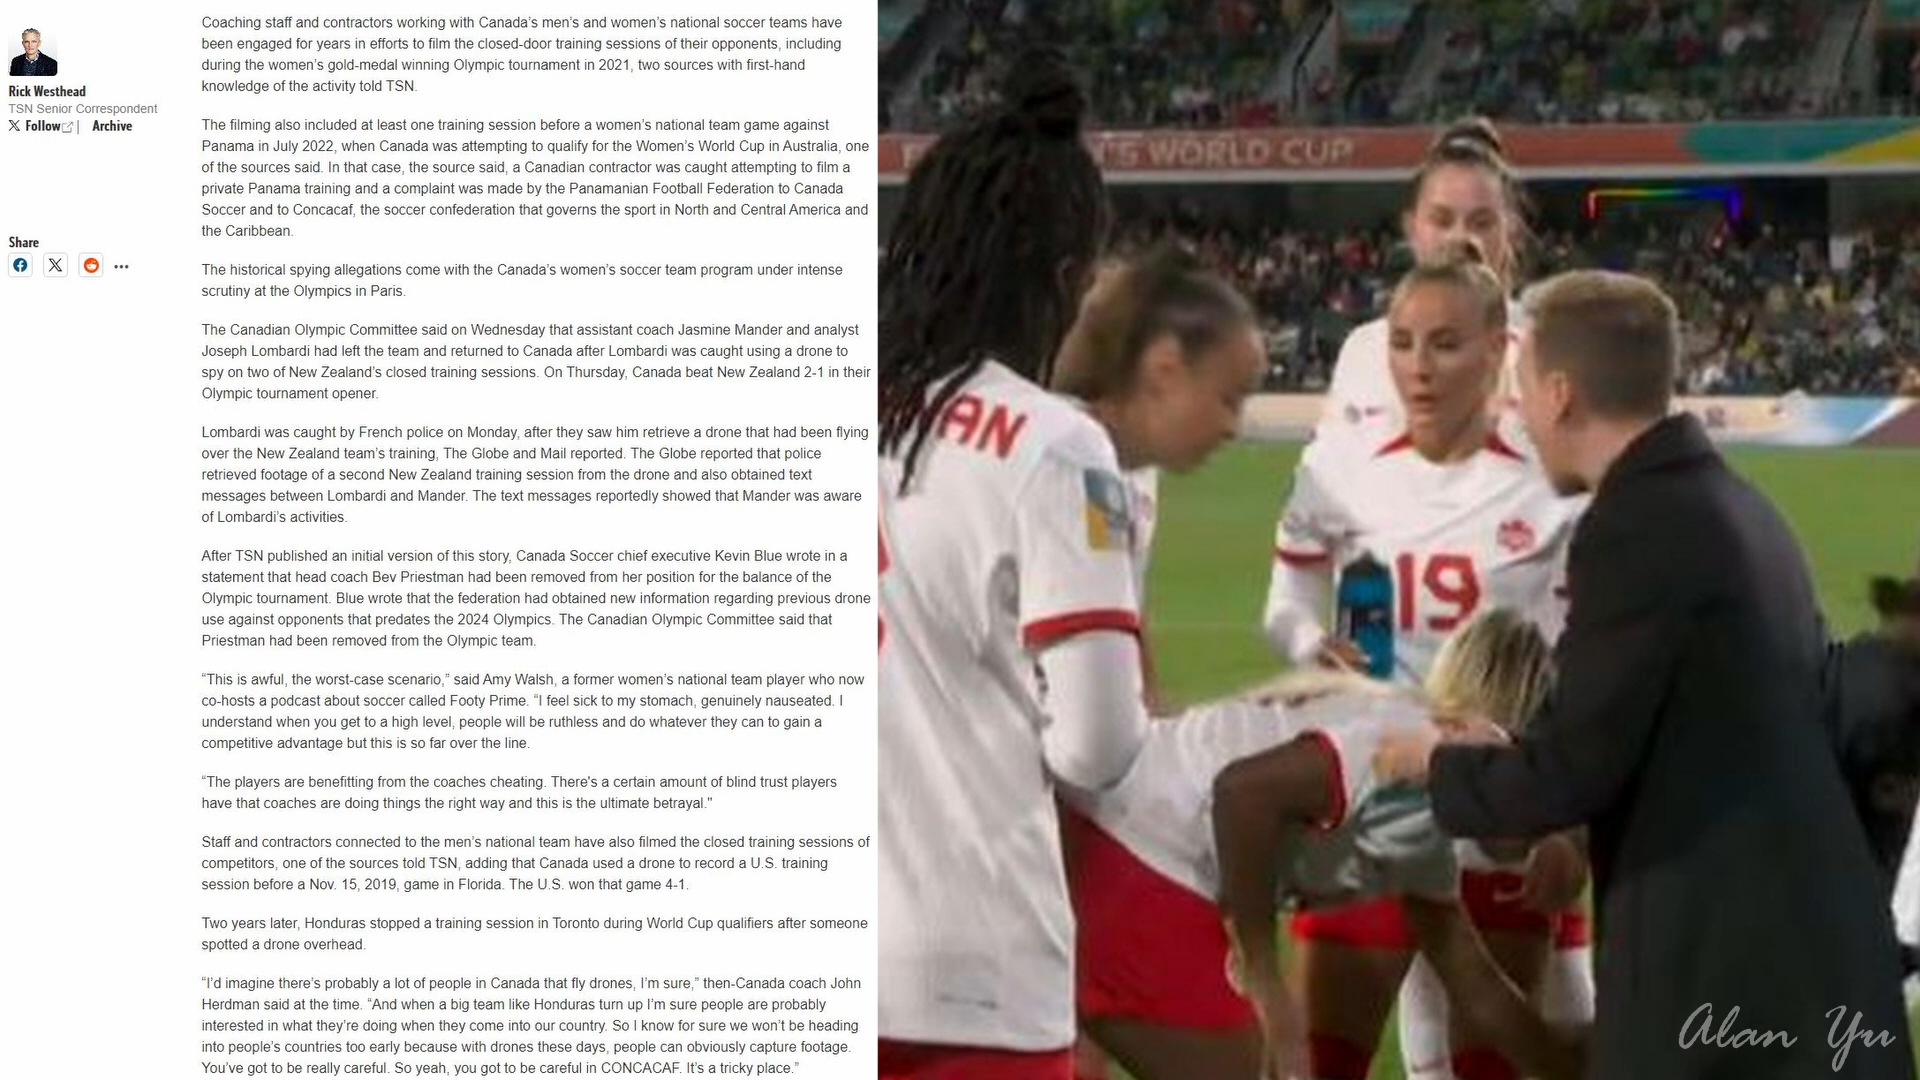 Rick Westhead
TSN Senior Correspondent
Follow | Archive
Share
Coaching staff and contractors working with Canada’s men’s and women’s national soccer teams have
been engaged for years in efforts to film the closed-door training sessions of their opponents, including
during the women’s gold-medal winning Olympic tournament in 2021, two sources with first-hand
knowledge of the activity told TSN.
The filming also included at least one training session before a women’s national team game against
Panama in July 2022, when Canada was attempting to qualify for the Women’s World Cup in Australia, one
of the sources said. In that case, the source said, a Canadian contractor was caught attempting to film a
private Panama training and a complaint was made by the Panamanian Football Federation to Canada
Soccer and to Concacaf, the soccer confederation that governs the sport in North and Central America and
the Caribbean.
The historical spying allegations come with the Canada’s women’s soccer team program under intense
scrutiny at the Olympics in Paris.
The Canadian Olympic Committee said on Wednesday that assistant coach Jasmine Mander and analyst
Joseph Lombardi had left the team and returned to Canada after Lombardi was caught using a drone to
spy on two of New Zealand’s closed training sessions. On Thursday, Canada beat New Zealand 2-1 in their
Olympic tournament opener.
Lombardi was caught by French police on Monday, after they saw him retrieve a drone that had been flying
over the New Zealand team’s training, The Globe and Mail reported. The Globe reported that police
retrieved footage of a second New Zealand training session from the drone and also obtained text
messages between Lombardi and Mander. The text messages reportedly showed that Mander was aware
of Lombardi’s activities.
After TSN published an initial version of this story, Canada Soccer chief executive Kevin Blue wrote in a
statement that head coach Bev Priestman had been removed from her position for the balance of the
Olympic tournament. Blue wrote that the federation had obtained new information regarding previous drone
use against opponents that predates the 2024 Olympics. The Canadian Olympic Committee said that
Priestman had been removed from the Olympic team.
“This is awful, the worst-case scenario,” said Amy Walsh, a former women’s national team player who now
co-hosts a podcast about soccer called Footy Prime. “I feel sick to my stomach, genuinely nauseated. I
understand when you get to a high level, people will be ruthless and do whatever they can to gain a
competitive advantage but this is so far over the line.
“The players are benefitting from the coaches cheating. There's a certain amount of blind trust players
have that coaches are doing things the right way and this is the ultimate betrayal."
Staff and contractors connected to the men’s national team have also filmed the closed training sessions of
competitors, one of the sources told TSN, adding that Canada used a drone to record a U.S. training
session before a Nov. 15, 2019, game in Florida. The U.S. won that game 4-1.
Two years later, Honduras stopped a training session in Toronto during World Cup qualifiers after someone
spotted a drone overhead.
“I’d imagine there’s probably a lot of people in Canada that fly drones, I’m sure,” then-Canada coach John
Herdman said at the time. “And when a big team like Honduras turn up I’m sure people are probably
interested in what they’re doing when they come into our country. So I know for sure we won’t be heading
into people’s countries too early because with drones these days, people can obviously capture footage.
You’ve got to be really careful. So yeah, you got to be careful in CONCACAF. It’s a tricky place.”
'S WORLD CUP
AN
19
Alan Yu